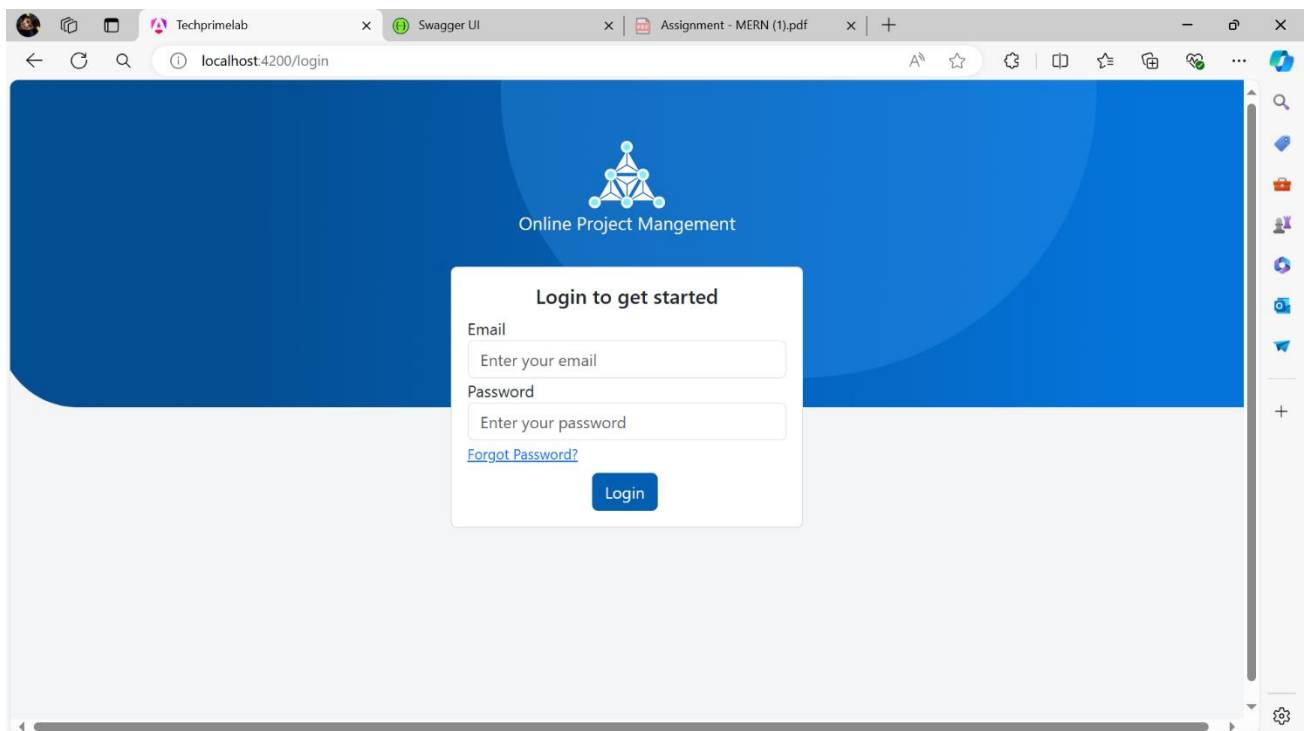 Techprimelab
Swagger UI
Assignment - MERN (1).pdf
localhost:4200/login
Online Project Mangement
Login to get started
Email
Enter your email
Password
Enter your password
Forgot Password?
Login